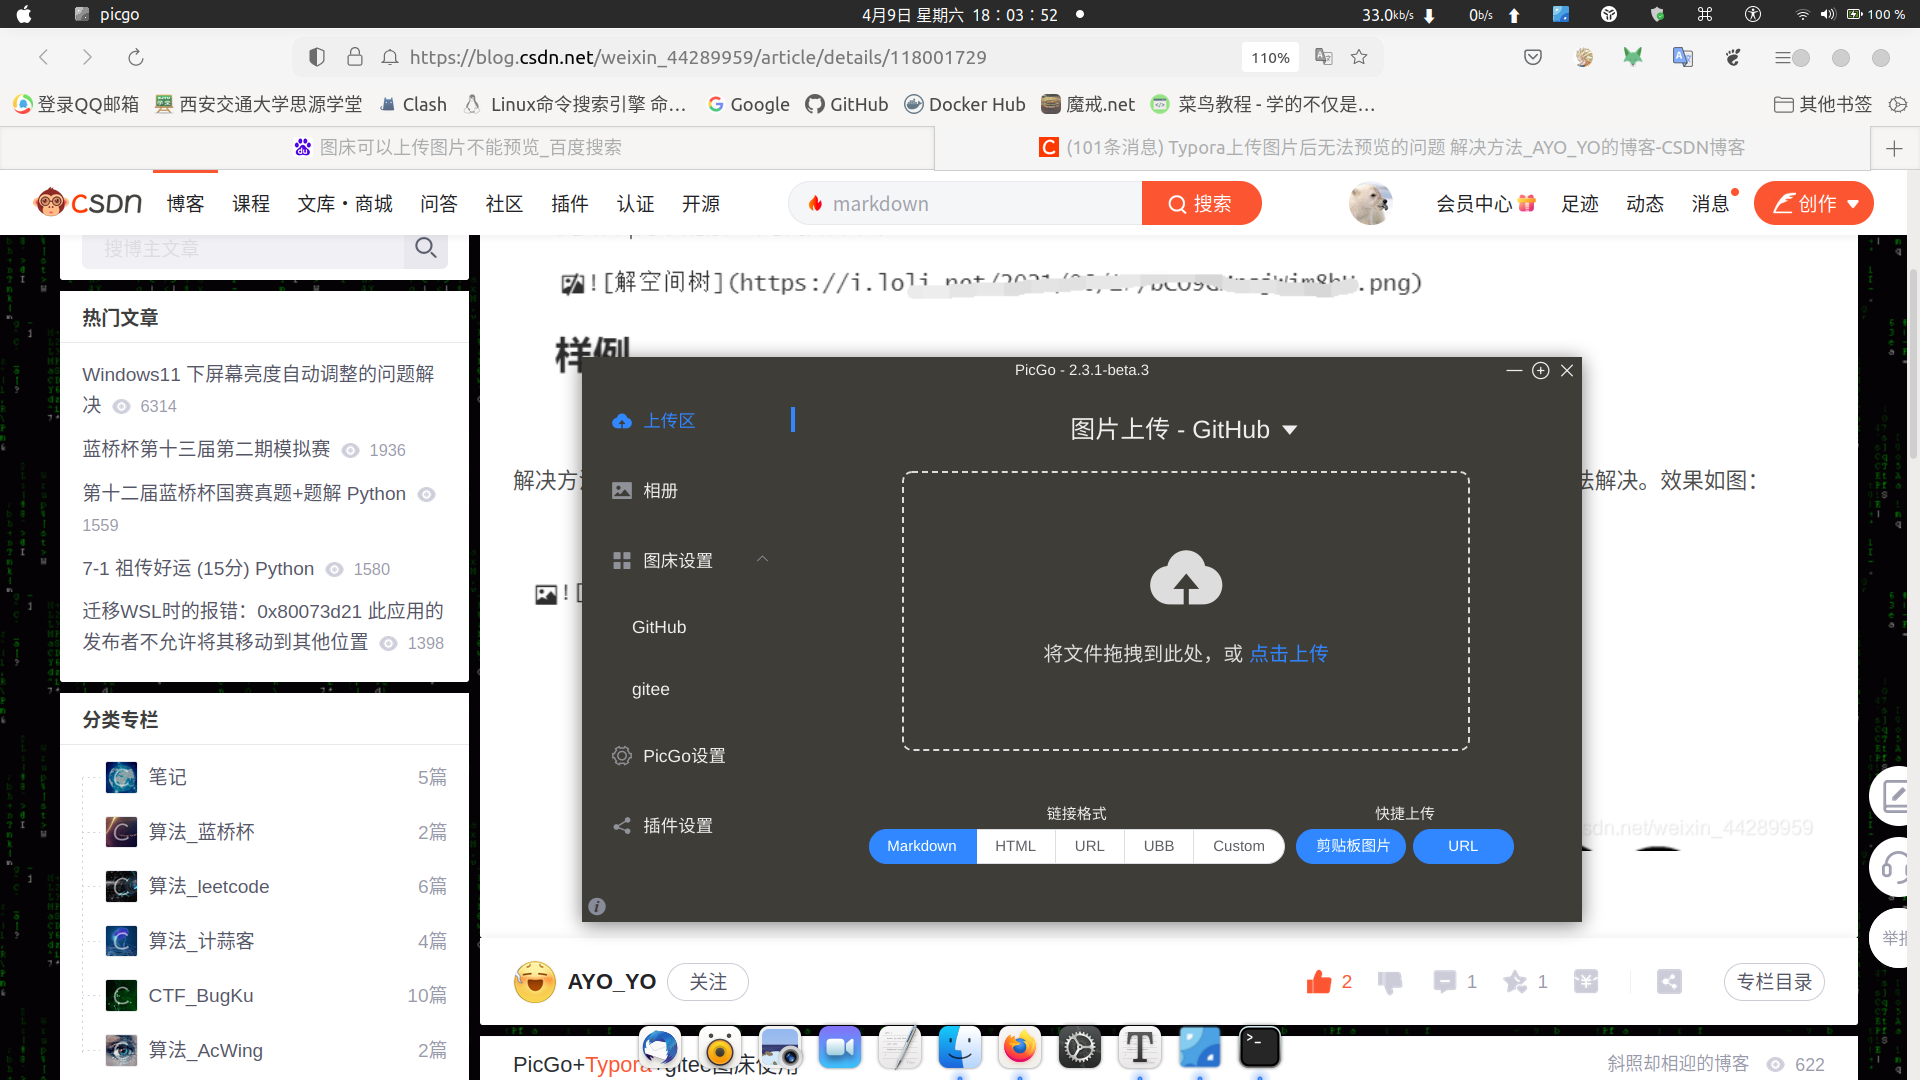 picgo
4月9日 星期六 18：03：52
33.0kb/s
0b/s
100 %
https://blog.csdn.net/weixin_44289959/article/details/118001729
110%
登录QQ邮箱
西安交通大学思源学堂
Clash
Linux命令搜索引擎 命…
Google
GitHub
Docker Hub
魔戒.net
菜鸟教程 - 学的不仅是…
其他书签
图床可以上传图片不能预览_百度搜索
(101条消息) Typora上传图片后无法预览的问题 解决方法_AYO_YO的博客-CSDN博客
CSDN
博客
课程
文库·商城
问答
社区
插件
认证
开源
markdown
搜索
会员中心
足迹
动态
消息
创作
搜博主文章
热门文章
Windows11 下屏幕亮度自动调整的问题解
决 6314
蓝桥杯第十三届第二期模拟赛 1936
第十二届蓝桥杯国赛真题+题解 Python
1559
7-1 祖传好运 (15分) Python 1580
迁移WSL时的报错：0x80073d21 此应用的
发布者不允许将其移动到其他位置 1398
分类专栏
笔记 5篇
算法_蓝桥杯 2篇
算法_leetcode 6篇
算法_计蒜客 4篇
CTF_BugKu 10篇
算法_AcWing 2篇
![解空间树](https://i.loli.net/2021/ .png)
样例
解决方
法解决。效果如图：
![
PicGo - 2.3.1-beta.3
上传区
相册
图床设置
GitHub
gitee
PicGo设置
插件设置
图片上传 - GitHub
将文件拖拽到此处，或 点击上传
链接格式
快捷上传
Markdown
HTML
URL
UBB
Custom
剪贴板图片
URL
sdn.net/weixin_44289959
举报
AYO_YO
关注
2
1
1
专栏目录
PicGo+Typora+gitee图床使用
斜照却相迎的博客
622